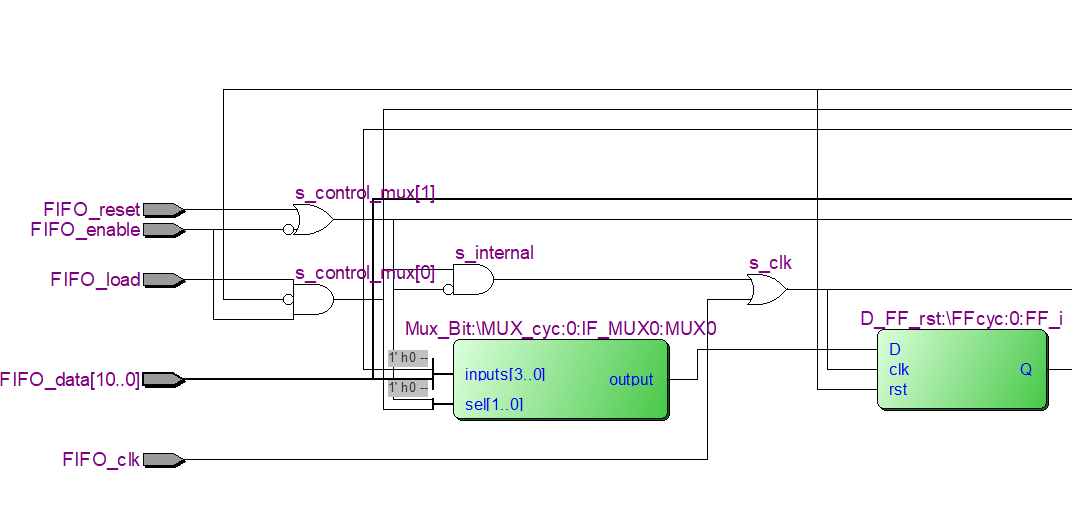 s_control_mux[1]
FIFO_reset
FIFO_enable
s_internal
FIFO_load
s_control_mux[0]
s_clk
Mux_Bit:\MUX_cyc:0:IF_MUX0:MUX0
D_FF_rst:\FFcyc:0:FF_i
1' h0 --
D
clk
rst
Q
FIFO_data[10..0]
inputs[3..0]
output
1' h0 --
sel[1..0]
FIFO_clk